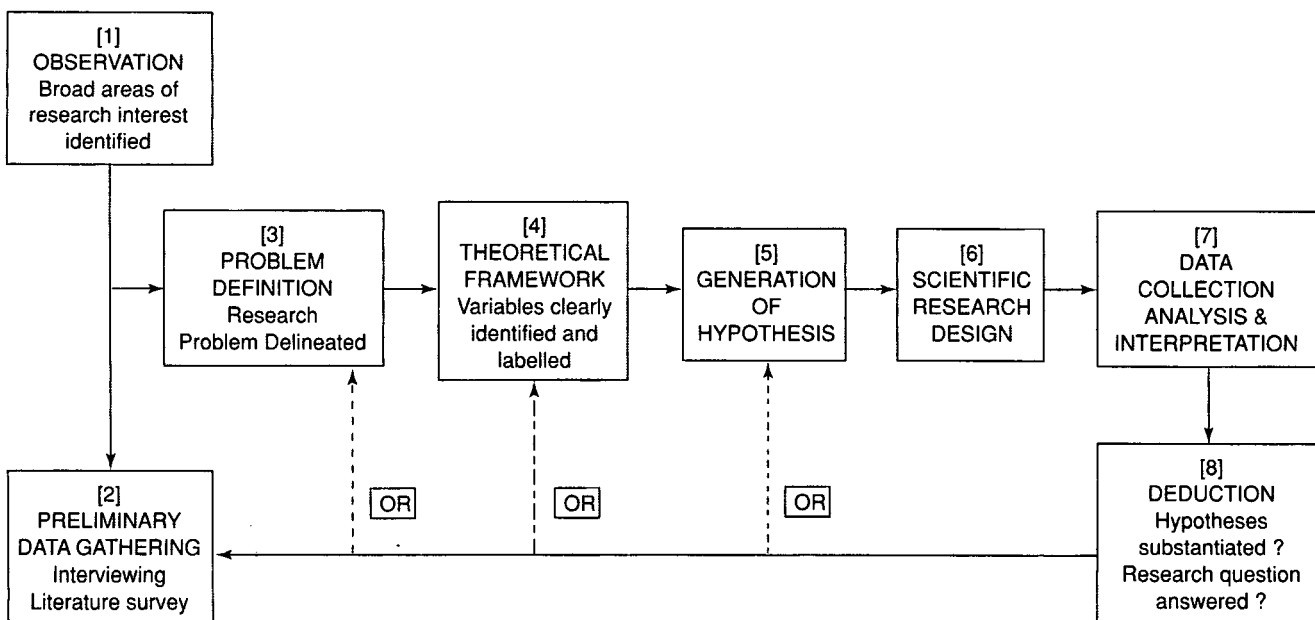 [1]
OBSERVATION
Broad areas of
research interest
identified
[2]
PRELIMINARY
DATA GATHERING
Interviewing
Literature survey
[3]
PROBLEM
DEFINITION
Research
Problem Delineated
[4]
THEORETICAL
FRAMEWORK
Variables clearly
identified and
labelled
[5]
GENERATION
OF
HYPOTHESIS
[6]
SCIENTIFIC
RESEARCH
DESIGN
[7]
DATA
COLLECTION
ANALYSIS &
INTERPRETATION
[8]
DEDUCTION
Hypotheses
substantiated ?
Research question
answered ?
OR
OR
OR